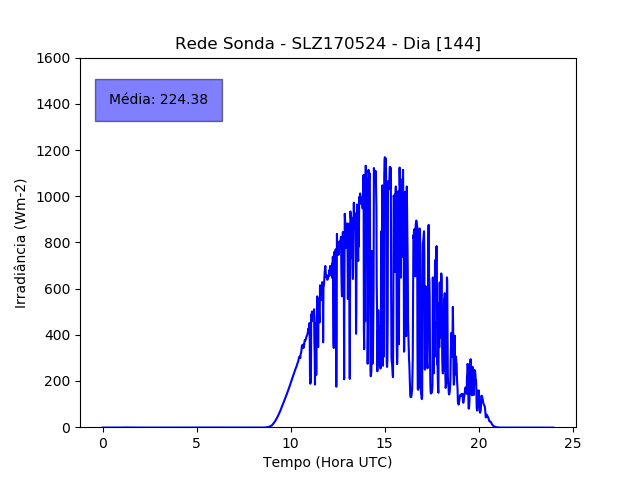 Rede Sonda - SLZ170524 - Dia [144]
1600
1400
1200
1000
800
600
400
200
0
Irradiância (Wm-2)
Média: 224.38
0 5 10 15 20 25
Tempo (Hora UTC)